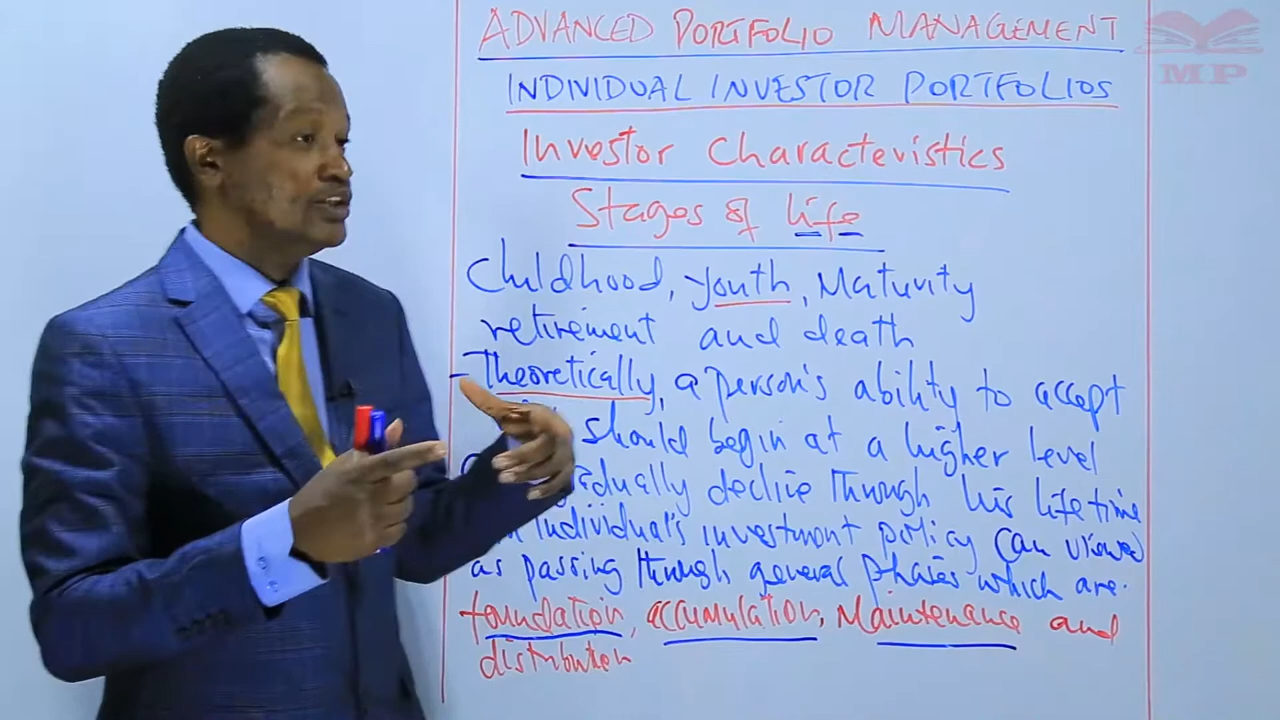 ADVANCED PORTFOLIO MANAGEMENT
MP
INDIVIDUAL INVESTOR PORTFOLIOS
Investor Characteristics
Stages of life
Childhood, youth, Maturity
retirement and death
- Theoretically, a person's ability to accept
should begin at a higher level
gradually decline through his lifetime
individual's investment policy can viewed
as passing through general phases which are.
foundation, accumulation, Maintenance and
distribution